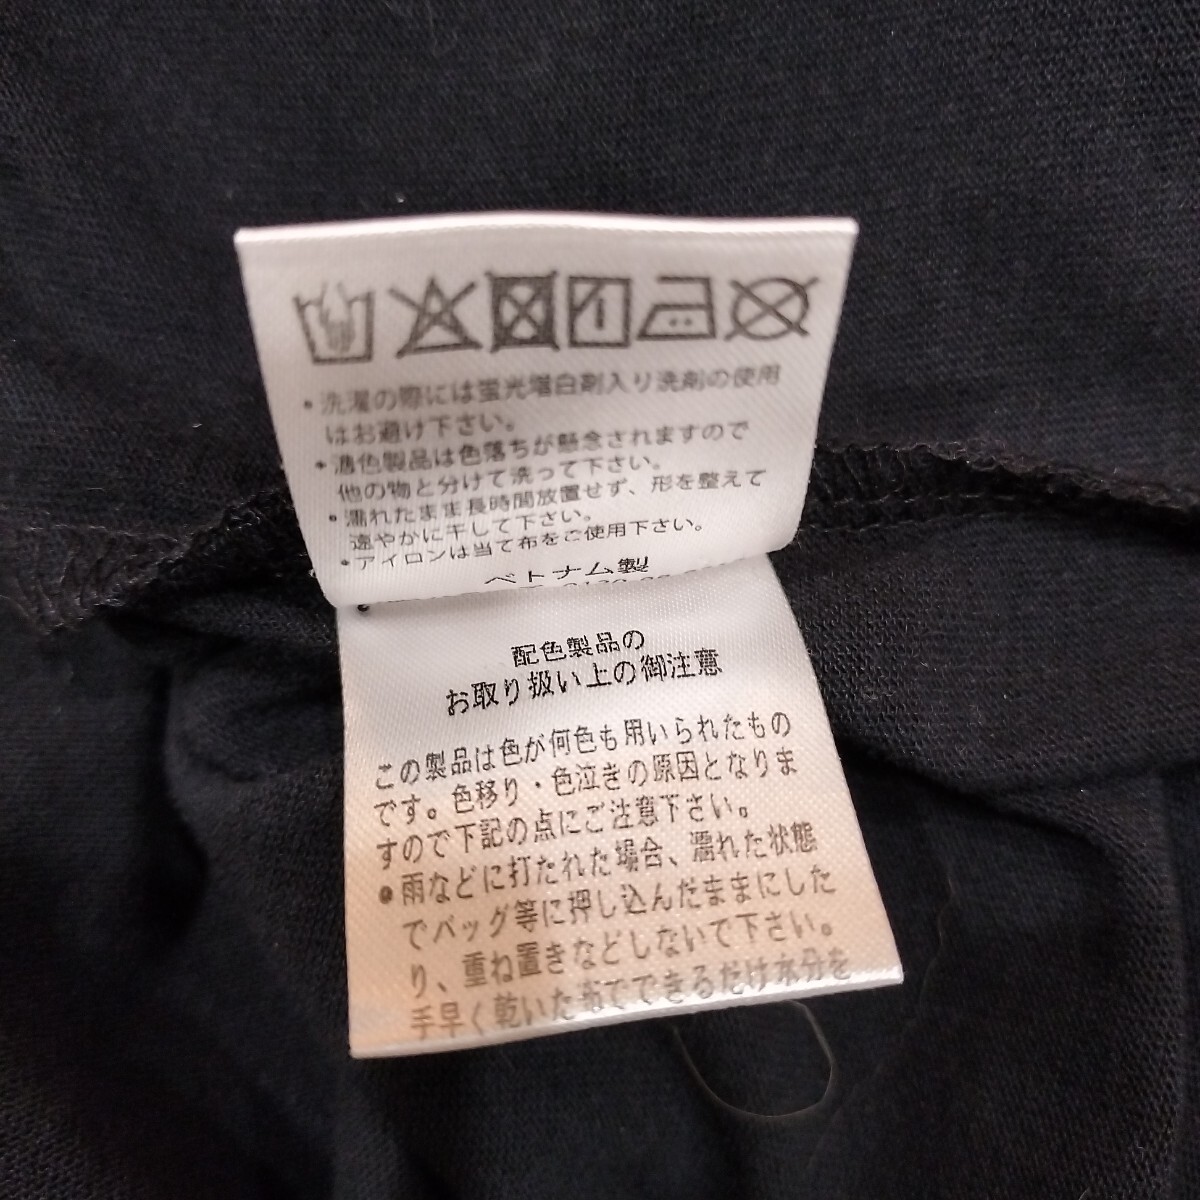 ・洗濯の際には蛍光増白剤入り洗剤の使用
はお避け下さい。
・濃色製品は色落ちが懸念されますので
他の物と分けて洗って下さい。
・濡れたまま長時間放置せず、形を整えて
速やかに干して下さい。
・アイロンは当て布をご使用下さい。
ベトナム製
配色製品の
お取り扱い上の御注意
この製品は色が何色も用いられたもの
です。色移り・色泣きの原因となりま
すので下記の点にご注意下さい。
●雨などに打たれた場合、濡れた状態
でバッグ等に押し込んだままにした
り、重ね置きなどしないで下さい。
手早く乾いた布でできるだけ水分を